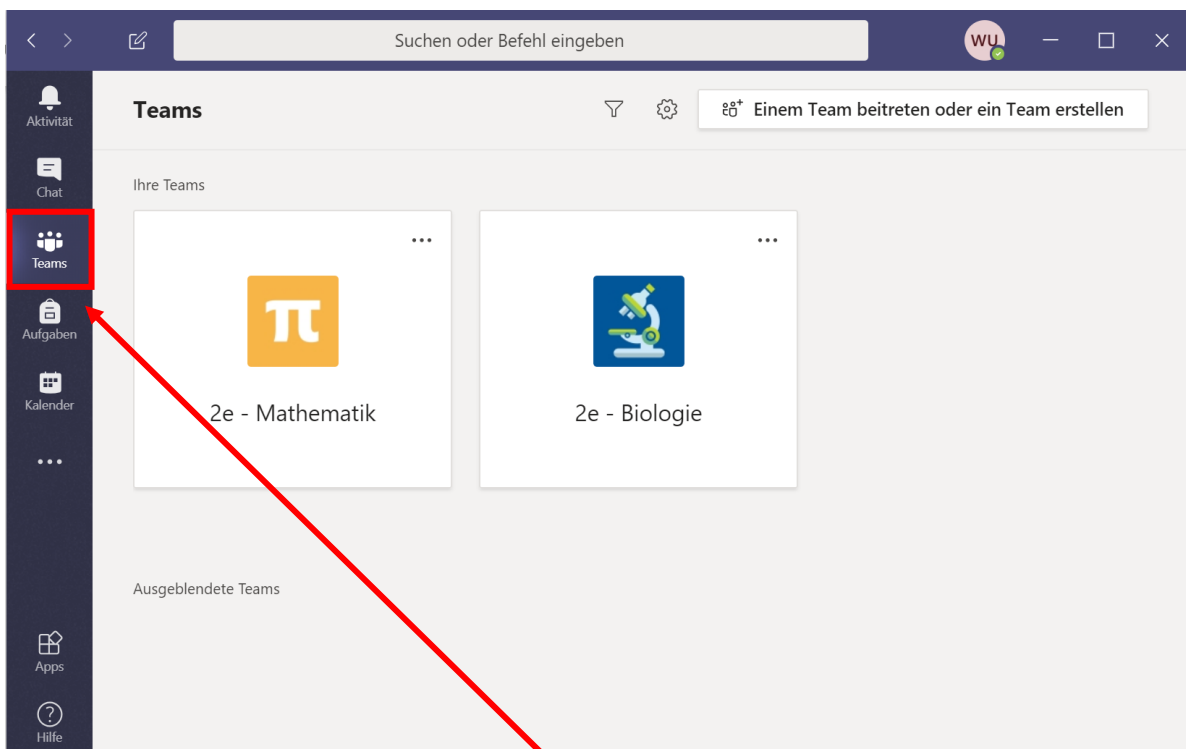 Suchen oder Befehl eingeben
WU
Aktivität
Chat
Teams
Aufgaben
Kalender
Apps
Hilfe
Teams
Einem Team beitreten oder ein Team erstellen
Ihre Teams
π
2e - Mathematik
2e - Biologie
Ausgeblendete Teams